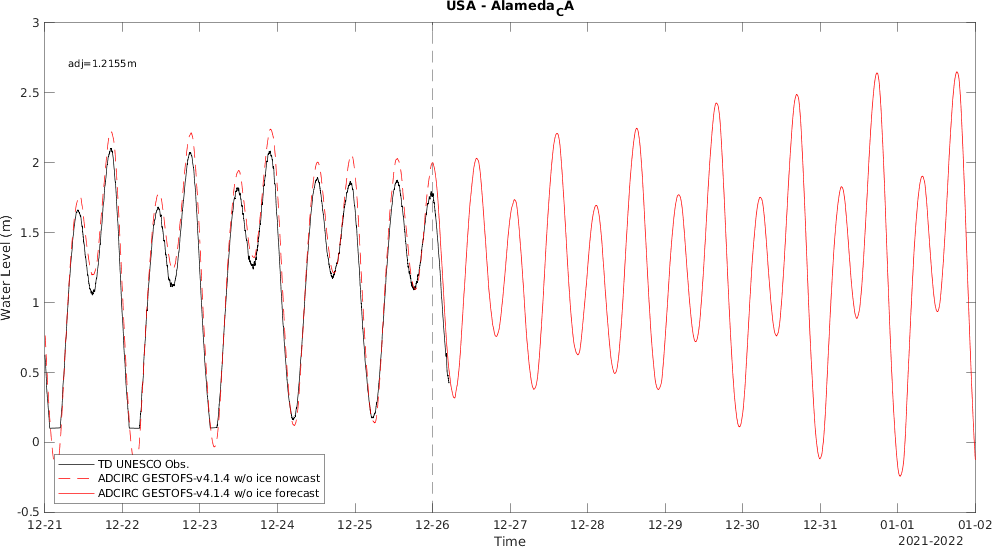 USA - Alameda_CA
adj=1.2155m
3
2.5
2
1.5
1
0.5
0
-0.5
Water Level (m)
TD UNESCO Obs.
ADCIRC GESTOFS-v4.1.4 w/o ice nowcast
ADCIRC GESTOFS-v4.1.4 w/o ice forecast
12-21 12-22 12-23 12-24 12-25 12-26 12-27 12-28 12-29 12-30 12-31 01-01 01-02
Time
2021-2022